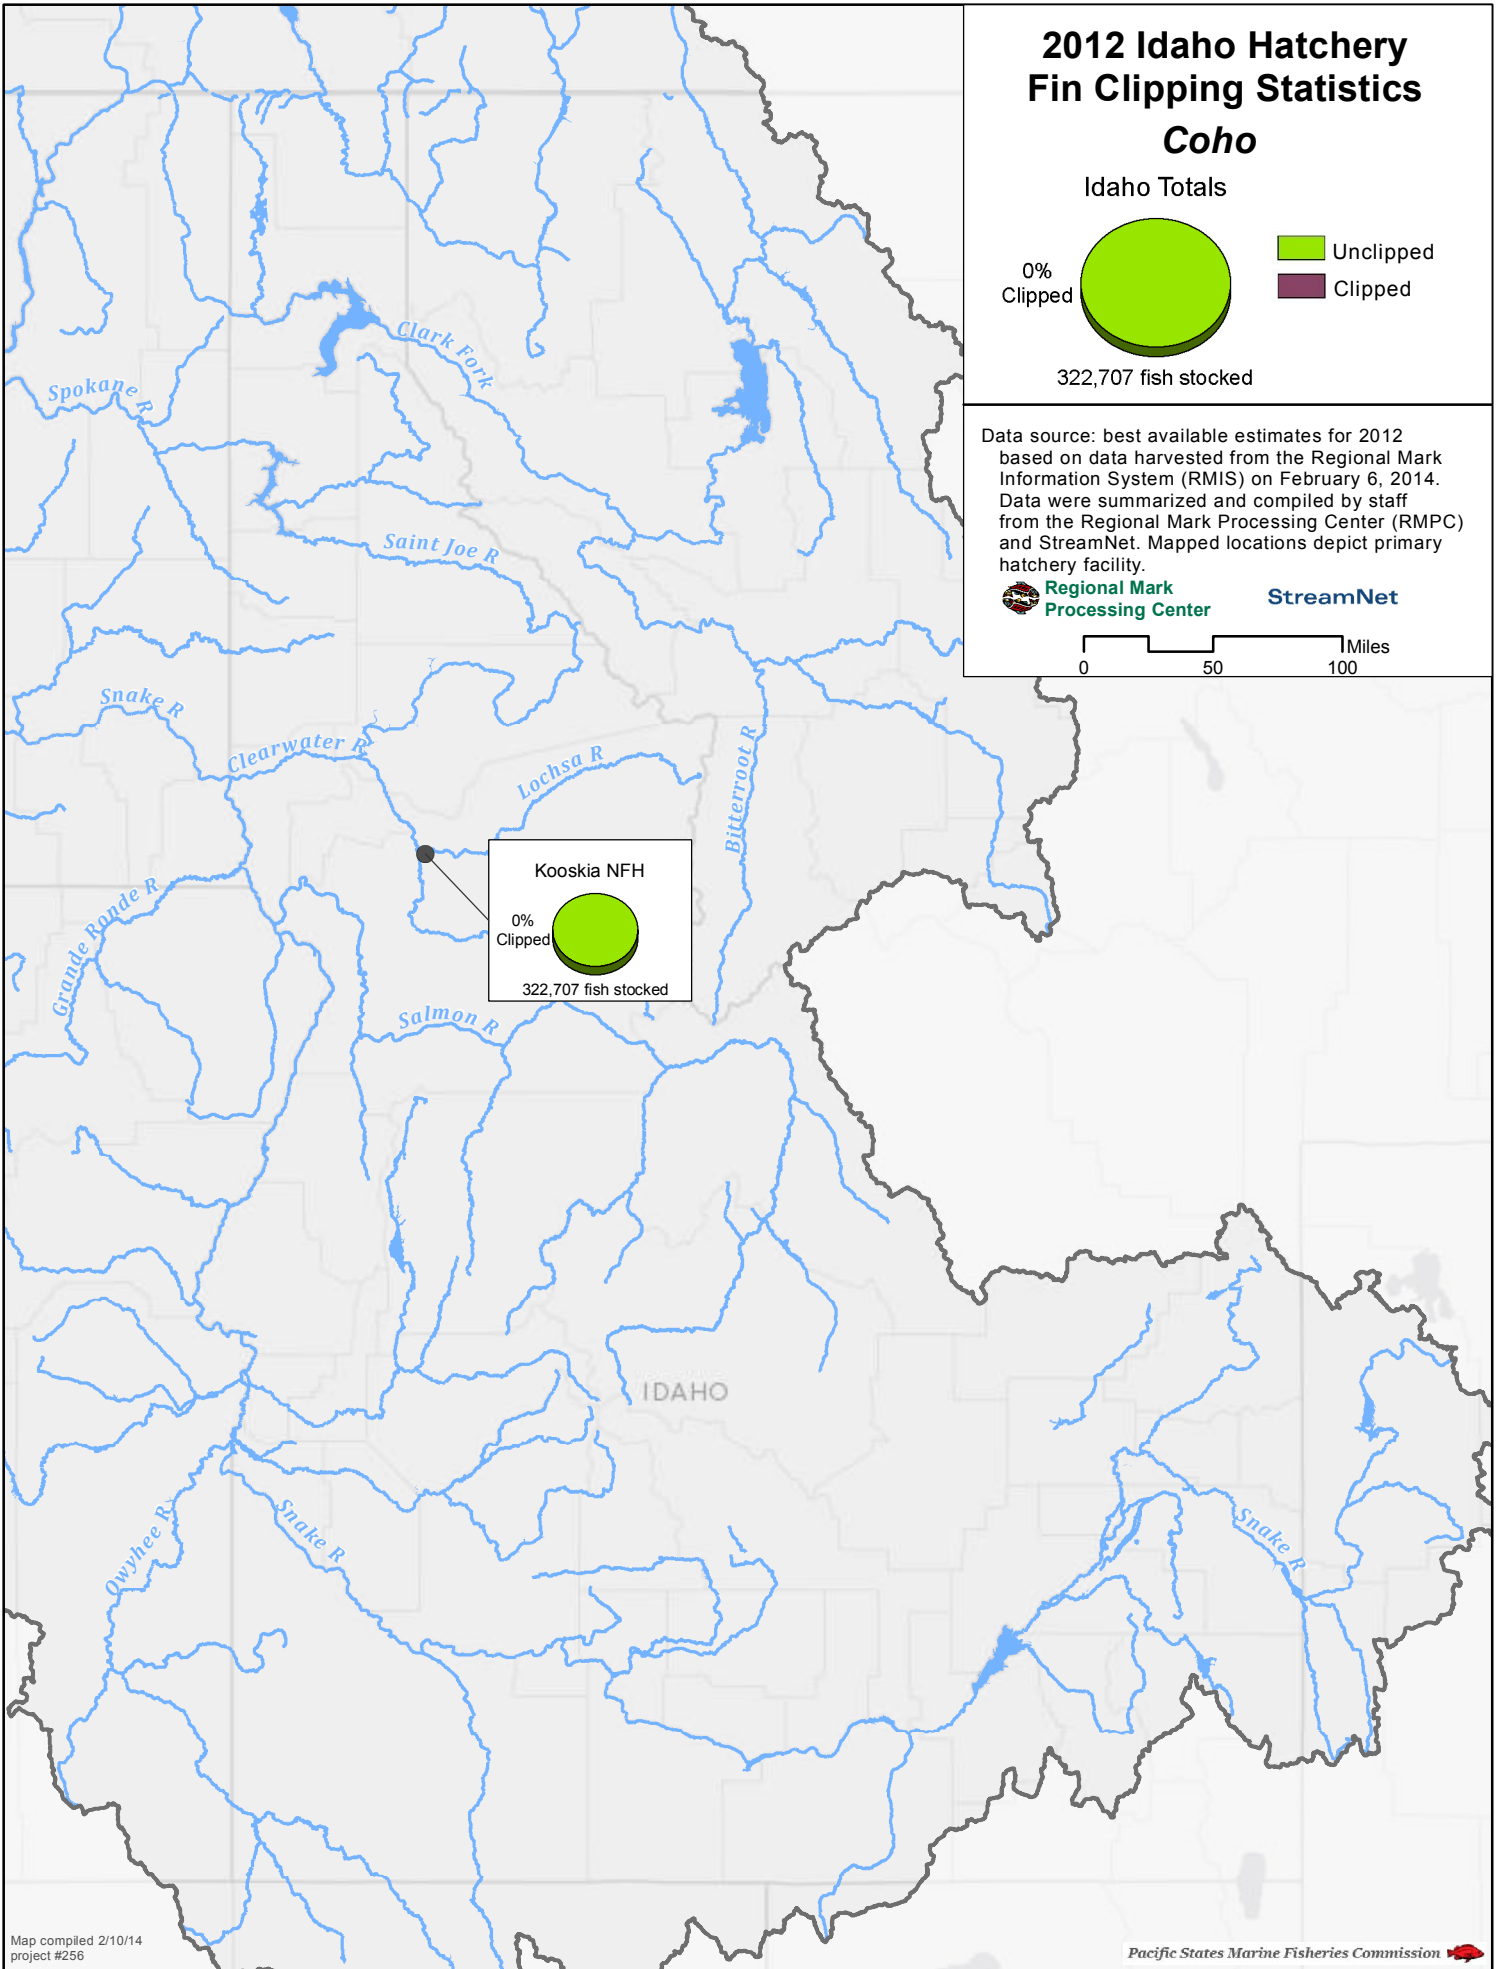 2012 Idaho Hatchery
Fin Clipping Statistics
Coho
Idaho Totals
0%
Clipped
Unclipped
Clipped
322,707 fish stocked
Data source: best available estimates for 2012
based on data harvested from the Regional Mark
Information System (RMIS) on February 6, 2014.
Data were summarized and compiled by staff
from the Regional Mark Processing Center (RMPC)
and StreamNet. Mapped locations depict primary
hatchery facility.
Regional Mark
Processing Center
StreamNet
Miles
0 50 100
Clark Fork
Spokane R
Saint Joe R
Snake R
Clearwater R
Lochsa R
Bitterroot R
Kooskia NFH
0%
Clipped
322,707 fish stocked
Grande Ronde R
Salmon R
IDAHO
Owyhee R
Snake R
Snake R
Map compiled 2/10/14
project #256
Pacific States Marine Fisheries Commission